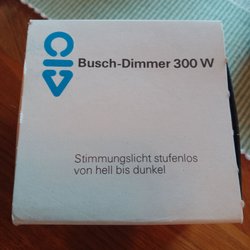 Busch-Dimmer 300 W
Stimmungslicht stufenlos
von hell bis dunkel